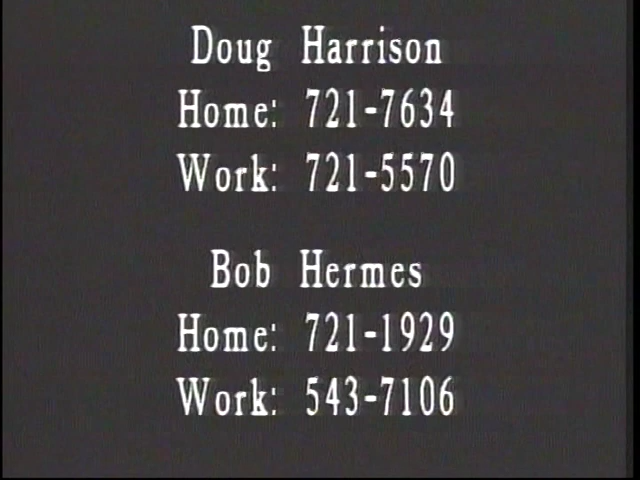 Doug Harrison
Home: 721-7634
Work: 721-5570
Bob Hermes
Home: 721-1929
Work: 543-7106